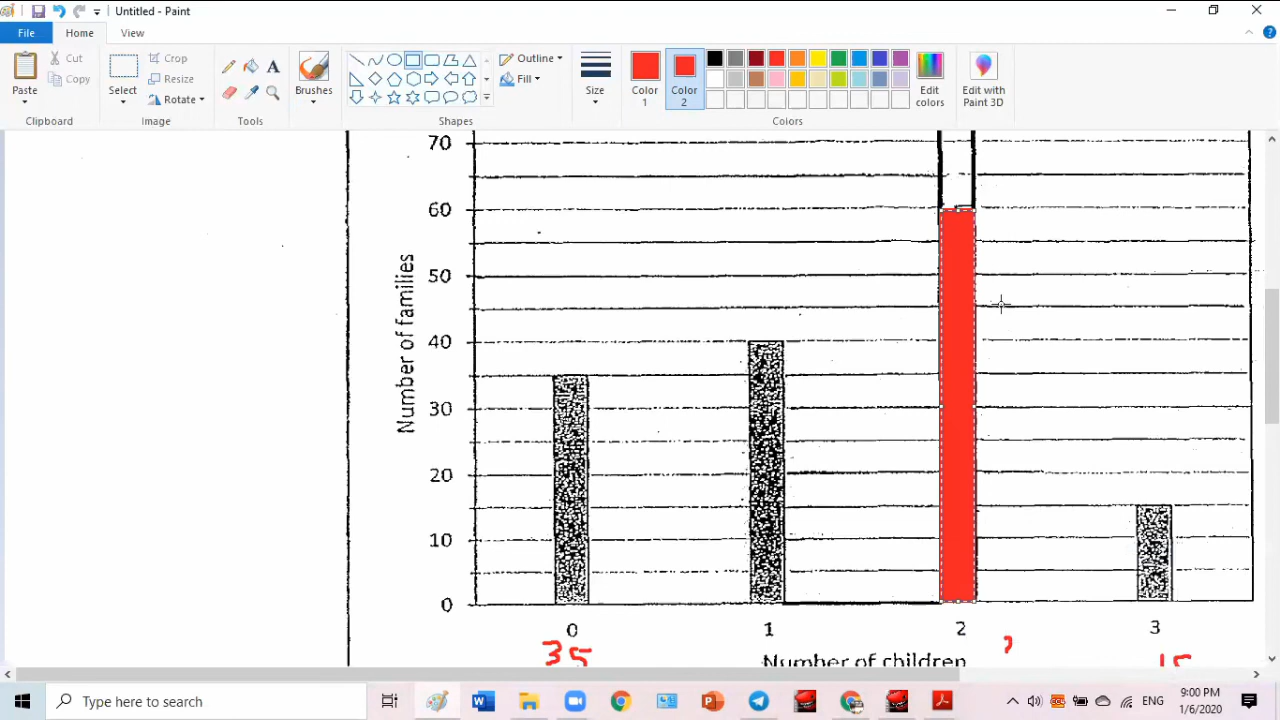 Untitled - Paint
File
Home
View
Paste
Cut
Copy
Clipboard
Select
Crop
Resize
Rotate
Image
Tools
A
Brushes
Shapes
Outline
Fill
Size
Color 1
Color 2
Colors
Edit colors
Edit with Paint 3D
70
60
50
40
30
20
10
0
Number of families
0
1
2
3
35
Number of children
?
15
Type here to search
ENG
9:00 PM
1/6/2020